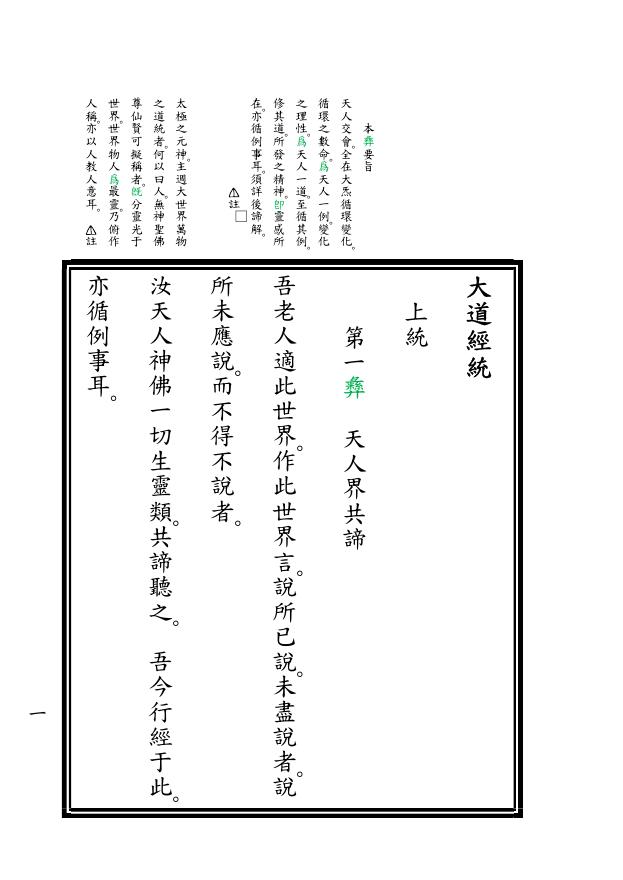 本彝要旨
天人交會。全在大炁循環變化。
循環之數命。爲天人一例。變化
之理性。爲天人一道。至循其例。
修其道。所發之精神。卽靈感所
在。亦循例事耳。須詳後諦解。
⚠註□
太極之元神。主週大世界萬物
之道統者。何以曰人。無神聖佛
尊仙賢可擬稱者。旣分靈光于
世界。世界物人。爲最靈。乃俯作
人稱。亦以人教人意耳。⚠註
大道經統
上統
第一彝 天人界共諦
吾老人適此世界。作此世界言。說所已說。未盡說者。說
所未應說。而不得不說者。
汝天人神佛一切生靈類。共諦聽之。 吾今行經于此。
亦循例事耳。
一